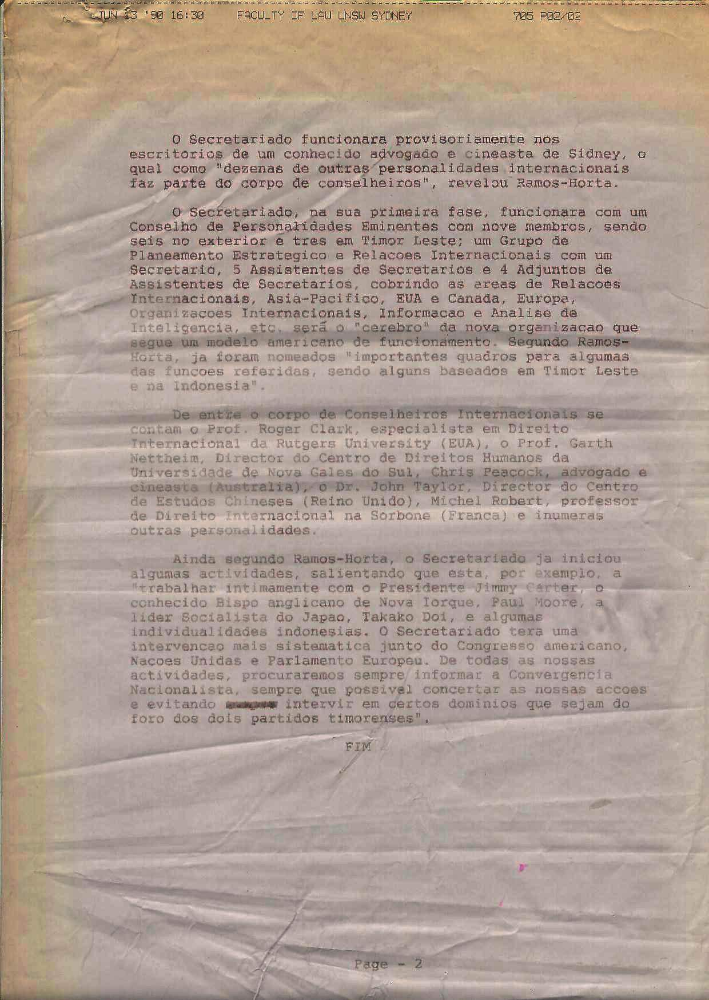 JUN 13 '90 16:30 FACULTY OF LAW UNSW SYDNEY 705 P02/02
O Secretariado funcionara provisoriamente nos
escritorios de um conhecido advogado e cineasta de Sidney, o
qual como "dezenas de outras personalidades internacionais
faz parte do corpo de conselheiros", revelou Ramos-Horta.
O Secretariado, na sua primeira fase, funcionara com um
Conselho de Personalidades Eminentes com nove membros, sendo
seis no exterior e tres em Timor Leste; um Grupo de
Planeamento Estrategico e Relacoes Internacionais com um
Secretario, 5 Assistentes de Secretarios e 4 Adjuntos de
Assistentes de Secretarios, cobrindo as areas de Relacoes
Internacionais, Asia-Pacifico, EUA e Canada, Europa,
Organizacoes Internacionais, Informacao e Analise de
Inteligencia, etc. será o "cerebro" da nova organizacao que
segue um modelo americano de funcionamento. Segundo Ramos-
Horta, ja foram nomeados "importantes quadros para algumas
das funcoes referidas, sendo alguns baseados em Timor Leste
e na Indonesia".
De entre o corpo de Conselheiros Internacionais se
contam o Prof. Roger Clark, especialista em Direito
Internacional da Rutgers University (EUA), o Prof. Garth
Nettheim, Director do Centro de Direitos Humanos da
Universidade de Nova Gales do Sul, Chris Peacock, advogado e
cineasta (Australia), o Dr. John Taylor, Director do Centro
de Estudos Chineses (Reino Unido), Michel Robert, professor
de Direito Internacional na Sorbone (Franca) e inumeras
outras personalidades.
Ainda segundo Ramos-Horta, o Secretariado ja iniciou
algumas actividades, salientando que esta, por exemplo, a
"trabalhar intimamente com o Presidente Jimmy Carter, o
conhecido Bispo anglicano de Nova Iorque, Paul Moore, a
lider Socialista do Japao, Takako Doi, e algumas
individualidades indonesias. O Secretariado tera uma
intervencao mais sistematica junto do Congresso americano,
Nacoes Unidas e Parlamento Europeu. De todas as nossas
actividades, procuraremos sempre informar a Convergencia
Nacionalista, sempre que possivel concertar as nossas accoes
e evitando intervir em certos dominios que sejam do
foro dos dois partidos timorenses".
FIM
Page - 2